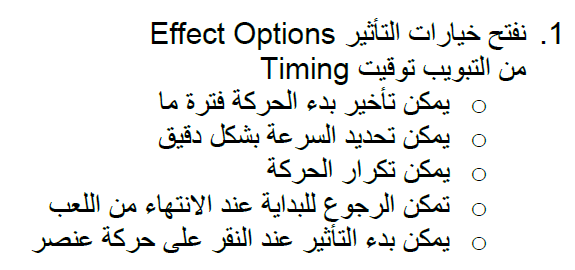 1. نفتح خيارات التأثير Effect Options
من التبويب توقيت Timing
○ يمكن تأخير بدء الحركة فترة ما
○ يمكن تحديد السرعة بشكل دقيق
○ يمكن تكرار الحركة
○ تمكن الرجوع للبداية عند الانتهاء من اللعب
○ يمكن بدء التأثير عند النقر على حركة عنصر